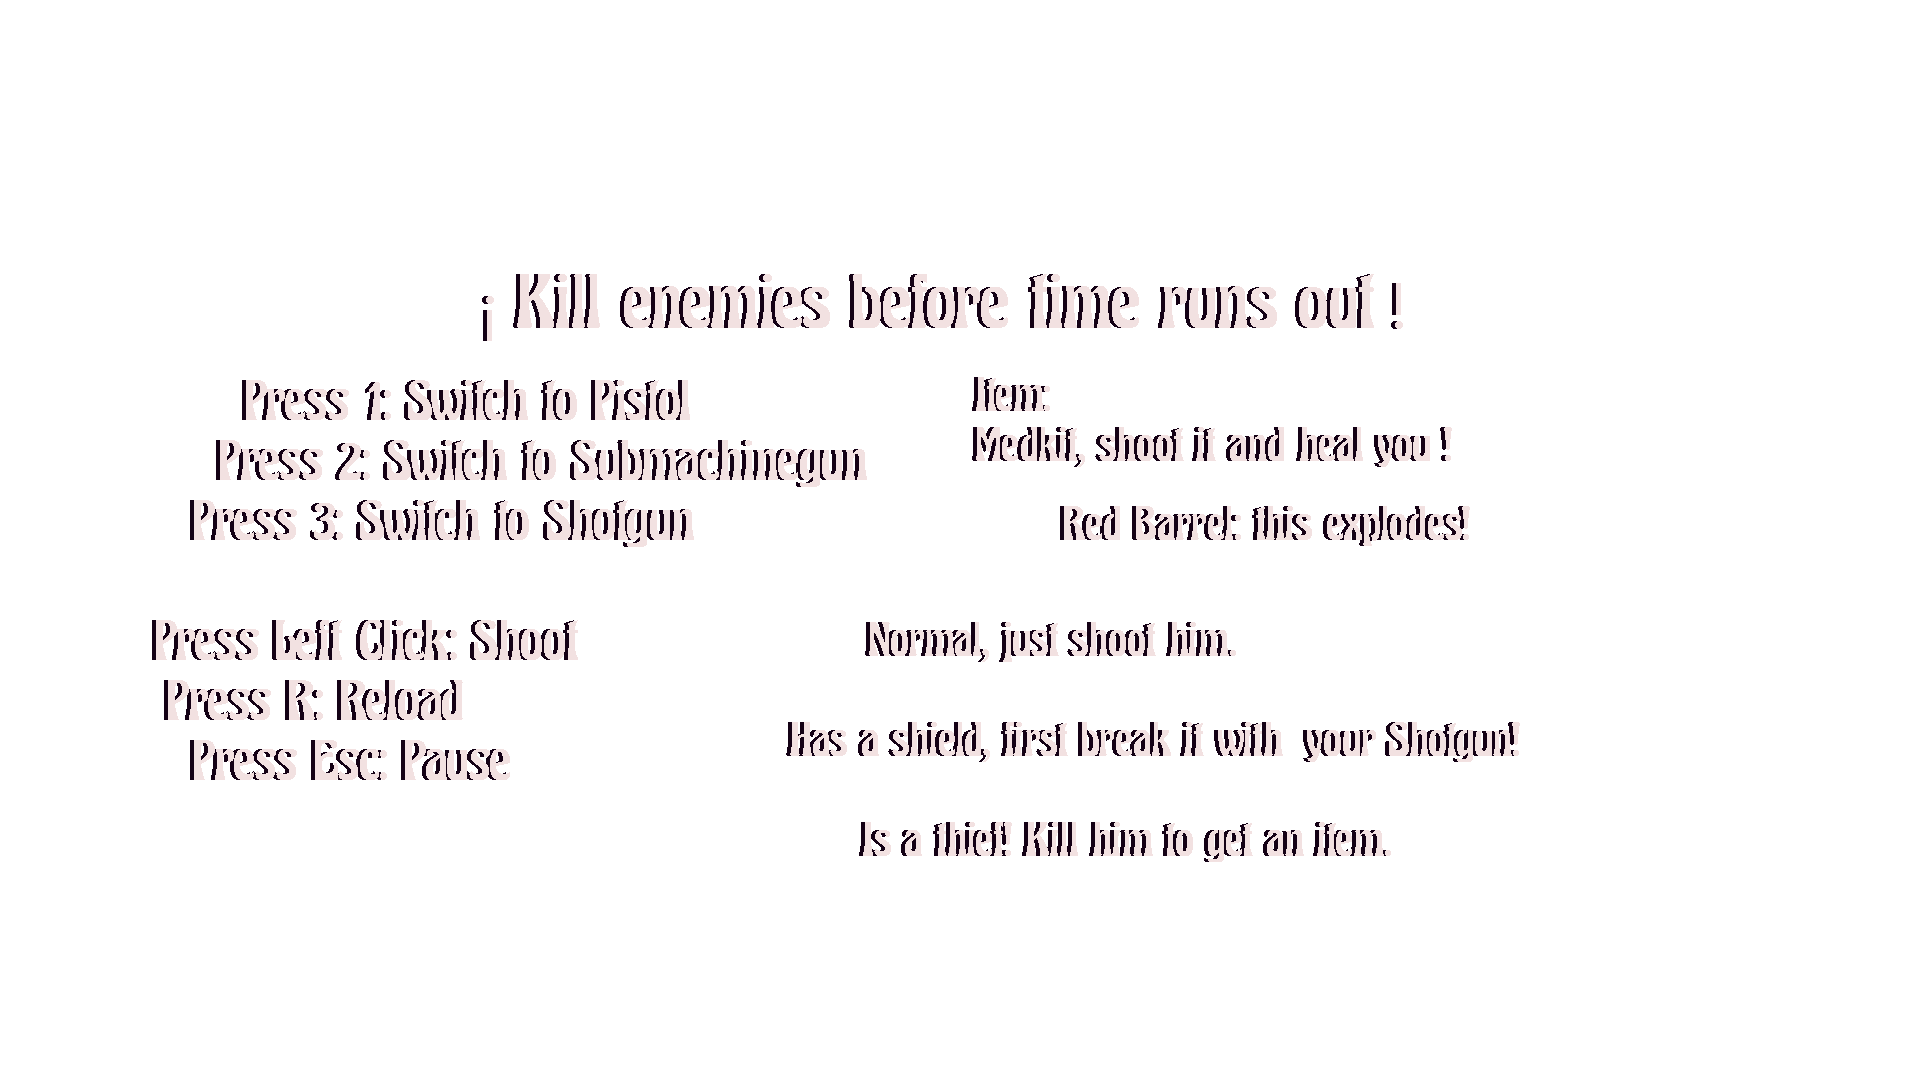 ¡ Kill enemies before time runs out !
Press 1: Switch to Pistol
Press 2: Switch to Submachinegun
Press 3: Switch to Shotgun
Press Left Click: Shoot
Press R: Reload
Press Esc: Pause
Item:
Medkit, shoot it and heal you !
Red Barrel: this explodes!
Normal, just shoot him.
Has a shield, first break it with  your Shotgun!
Is a thief! Kill him to get an item.